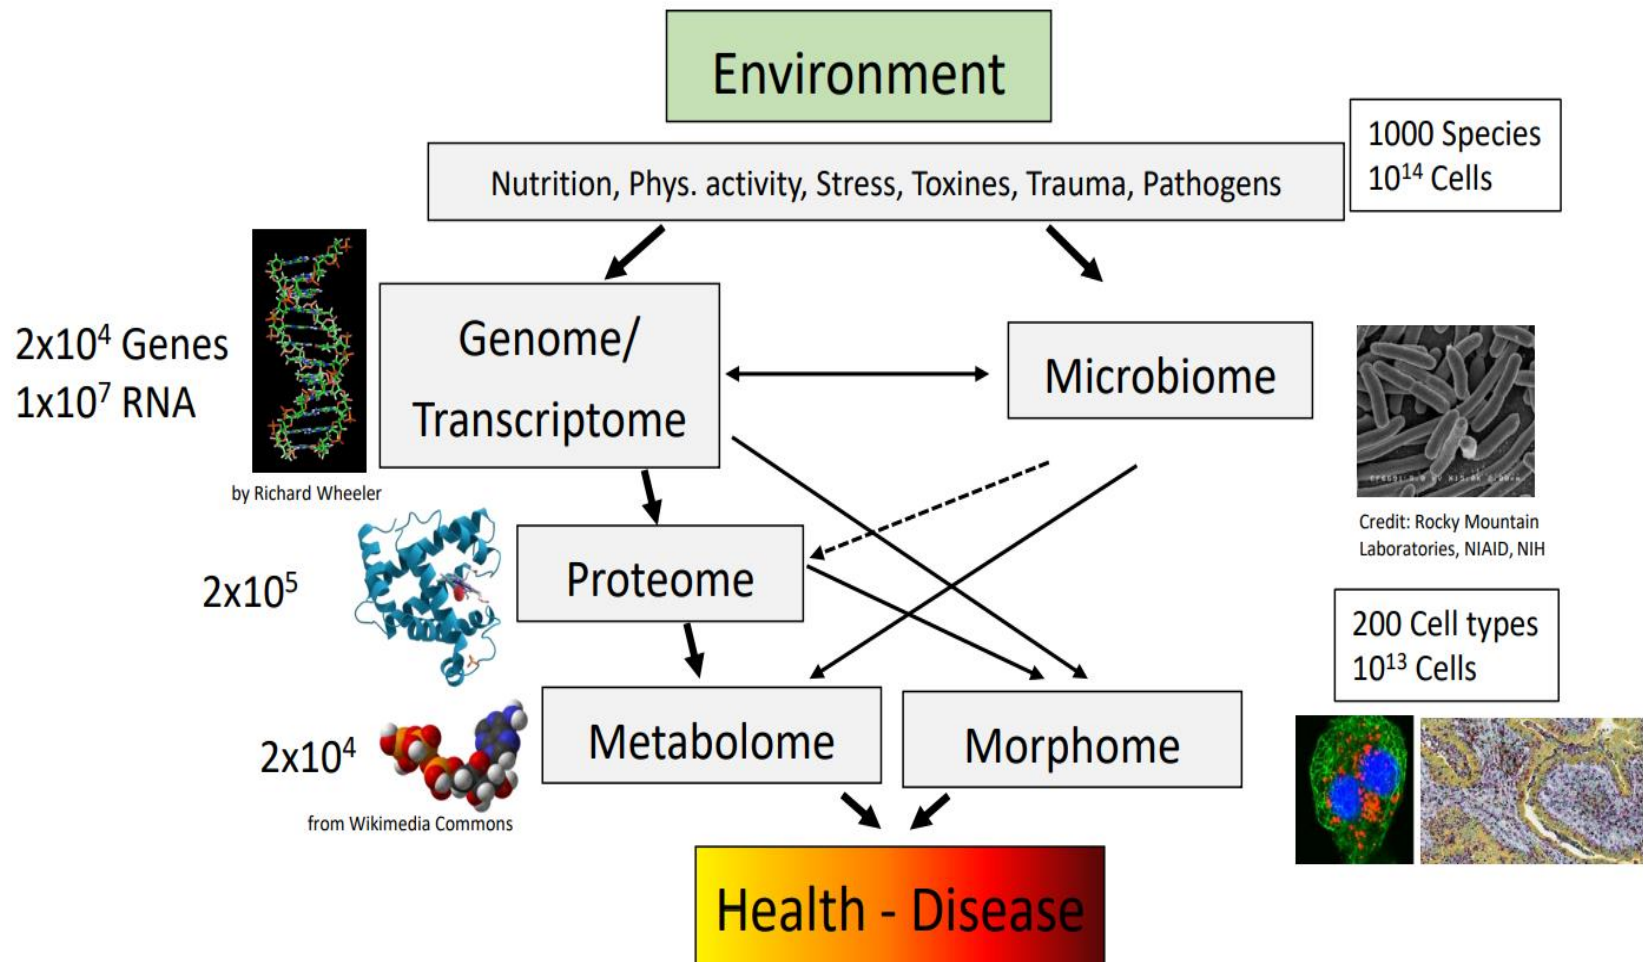 Environment
1000 Species
10¹⁴ Cells
Nutrition, Phys. activity, Stress, Toxines, Trauma, Pathogens
2x10⁴ Genes
1x10⁷ RNA
by Richard Wheeler
Genome/
Transcriptome
Microbiome
Credit: Rocky Mountain
Laboratories, NIAID, NIH
2x10⁵
Proteome
200 Cell types
10¹³ Cells
2x10⁴
from Wikimedia Commons
Metabolome
Morphome
Health - Disease